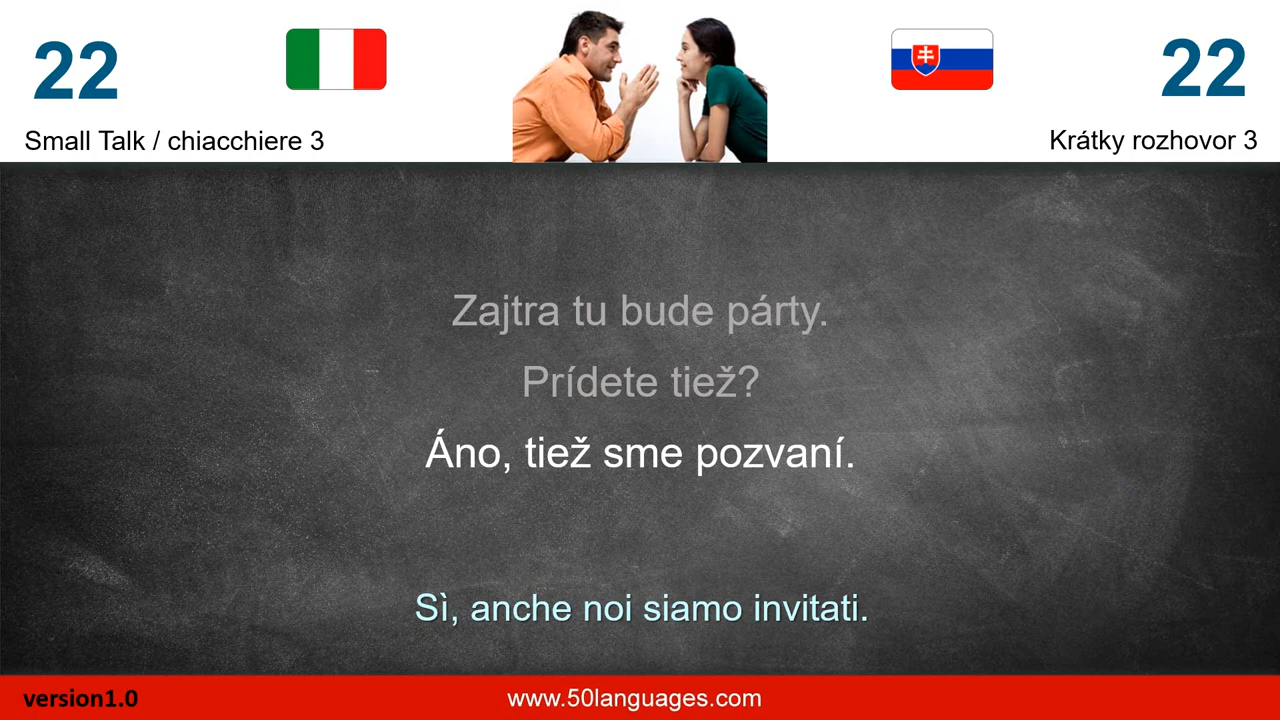 22
22
Small Talk / chiacchiere 3
Krátky rozhovor 3
Zajtra tu bude párty.
Prídete tiež?
Áno, tiež sme pozvaní.
Sì, anche noi siamo invitati.
version1.0
www.50languages.com